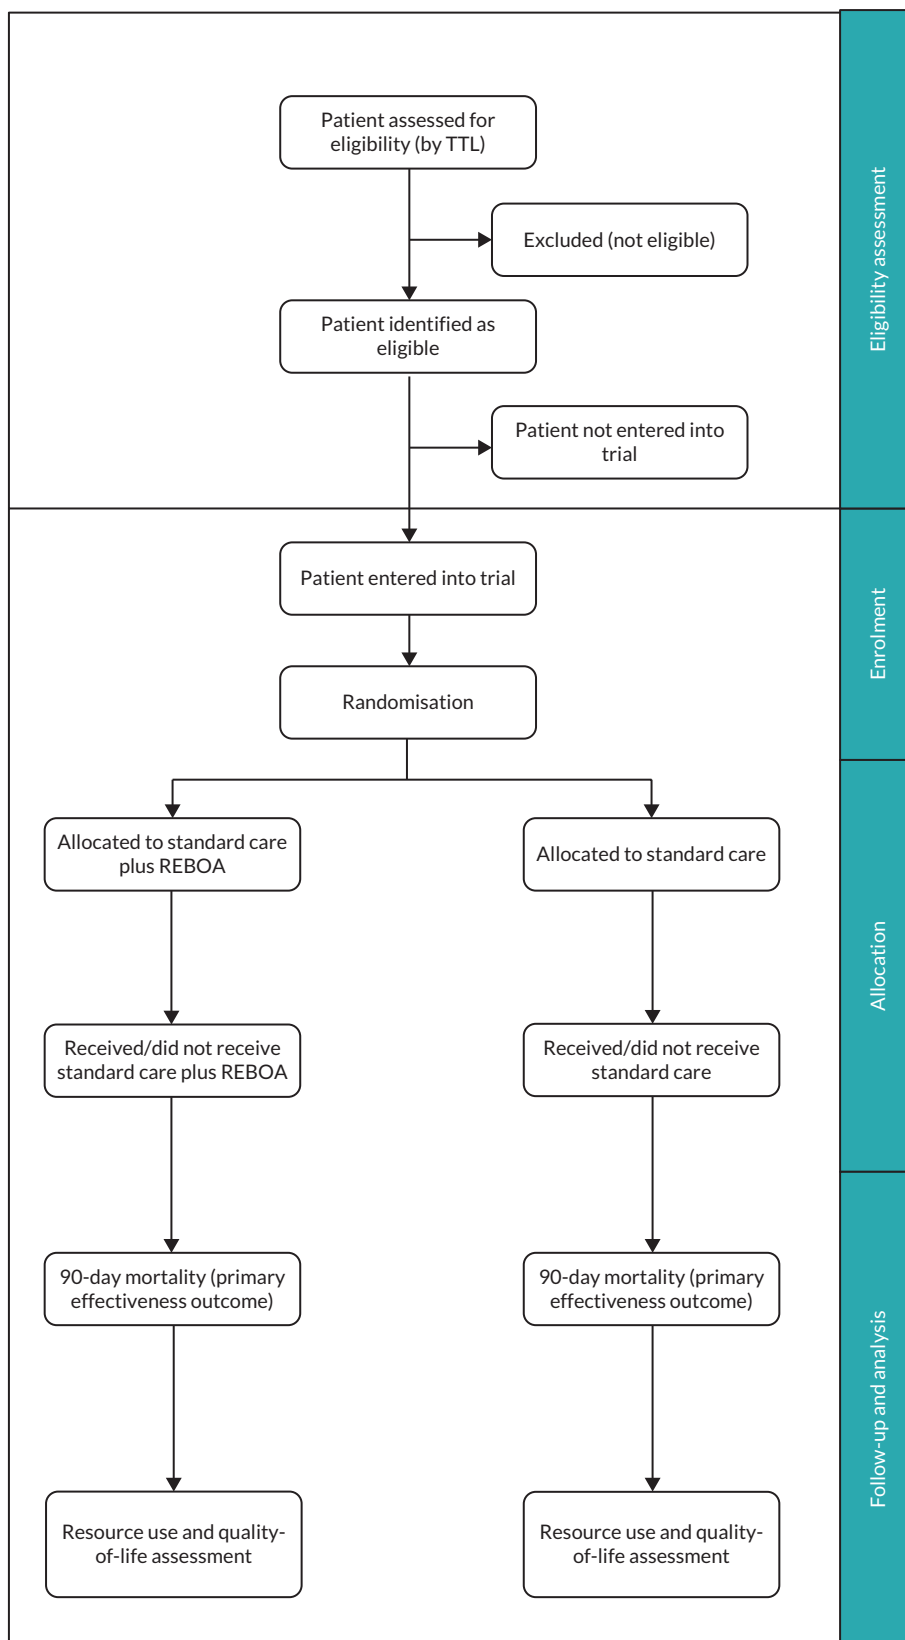 Patient assessed for
eligibility (by TTL)
Excluded (not eligible)
Patient identified as
eligible
Patient not entered into
trial
Eligibility assessment
Patient entered into trial
Randomisation
Enrolment
Allocated to standard care
plus REBOA
Allocated to standard care
Received/did not receive
standard care plus REBOA
Received/did not receive
standard care
Allocation
90-day mortality (primary
effectiveness outcome)
90-day mortality (primary
effectiveness outcome)
Resource use and quality-
of-life assessment
Resource use and quality-
of-life assessment
Follow-up and analysis